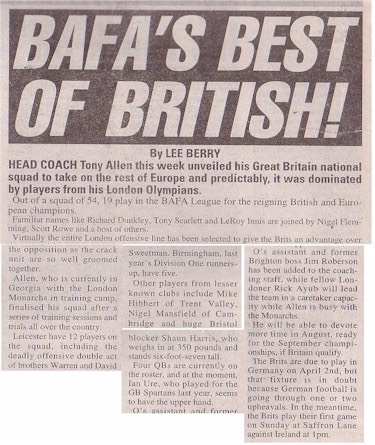 BAFA'S BEST
OF BRITISH!
By LEE BERRY
HEAD COACH Tony Allen this week unveiled his Great Britain national
squad to take on the rest of Europe and predictably, it was dominated
by players from his London Olympians.
Out of a squad of 54, 19 play in the BAFA League for the reigning British and Euro-
pean champions.
Familiar names like Richard Dunkley, Tony Scarlett and LeRoy Innis are joined by Nigel Flem-
ming, Scott Rowe and a host of others.
Virtually the entire London offensive line has been selected to give the Brits an advantage over
the opposition as the crack
unit are so well groomed
together.
Allen, who is currently in
Georgia with the London
Monarchs in training camp,
finalised his squad after a
series of training sessions and
trials all over the country.
Leicester have 12 players on
the squad, including the
deadly offensive double act
of brothers Warren and David
Sweetman. Birmingham, last
year's Division One runners-
up, have five.
Other players from lesser
known clubs include Mike
Hibbert of Trent Valley,
Nigel Mansfield of Cam-
bridge and huge Bristol
blocker Shaun Harris, who
weighs in at 350 pounds and
stands six-foot-seven tall.
Four QBs are currently on
the roster, and at the moment,
Ian Ure, who played for the
GB Spartans last year, seems
to have the upper hand.
O's assistant and former
O's assistant and former
Brighton boss Jim Roberson
has been added to the coach-
ing staff, while fellow Lon-
doner Rick Ayub will lead
the team in a caretaker capac-
ity while Allen is busy with
the Monarchs.
He will be able to devote
more time in August, ready
for the September champi-
onships, if Britain qualify.
The Brits are due to play in
Germany on April 2nd, but
that fixture is in doubt
because German football is
going through one or two
upheavals. In the meantime,
the Brits play their first game
on Sunday at Saffron Lane
against Ireland at 1pm.